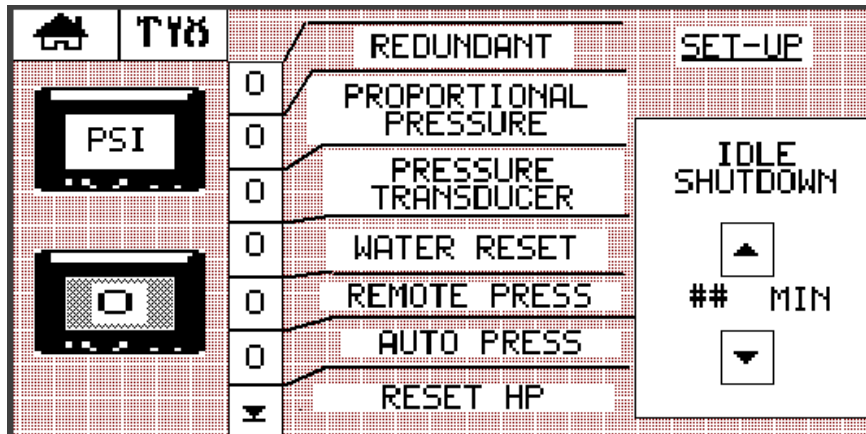 REDUNDANT
SET-UP
0
PROPORTIONAL
PRESSURE
PSI
0
IDLE
SHUTDOWN
PRESSURE
TRANSDUCER
0
0
WATER RESET
REMOTE PRESS
## MIN
0
AUTO PRESS
0
RESET HP